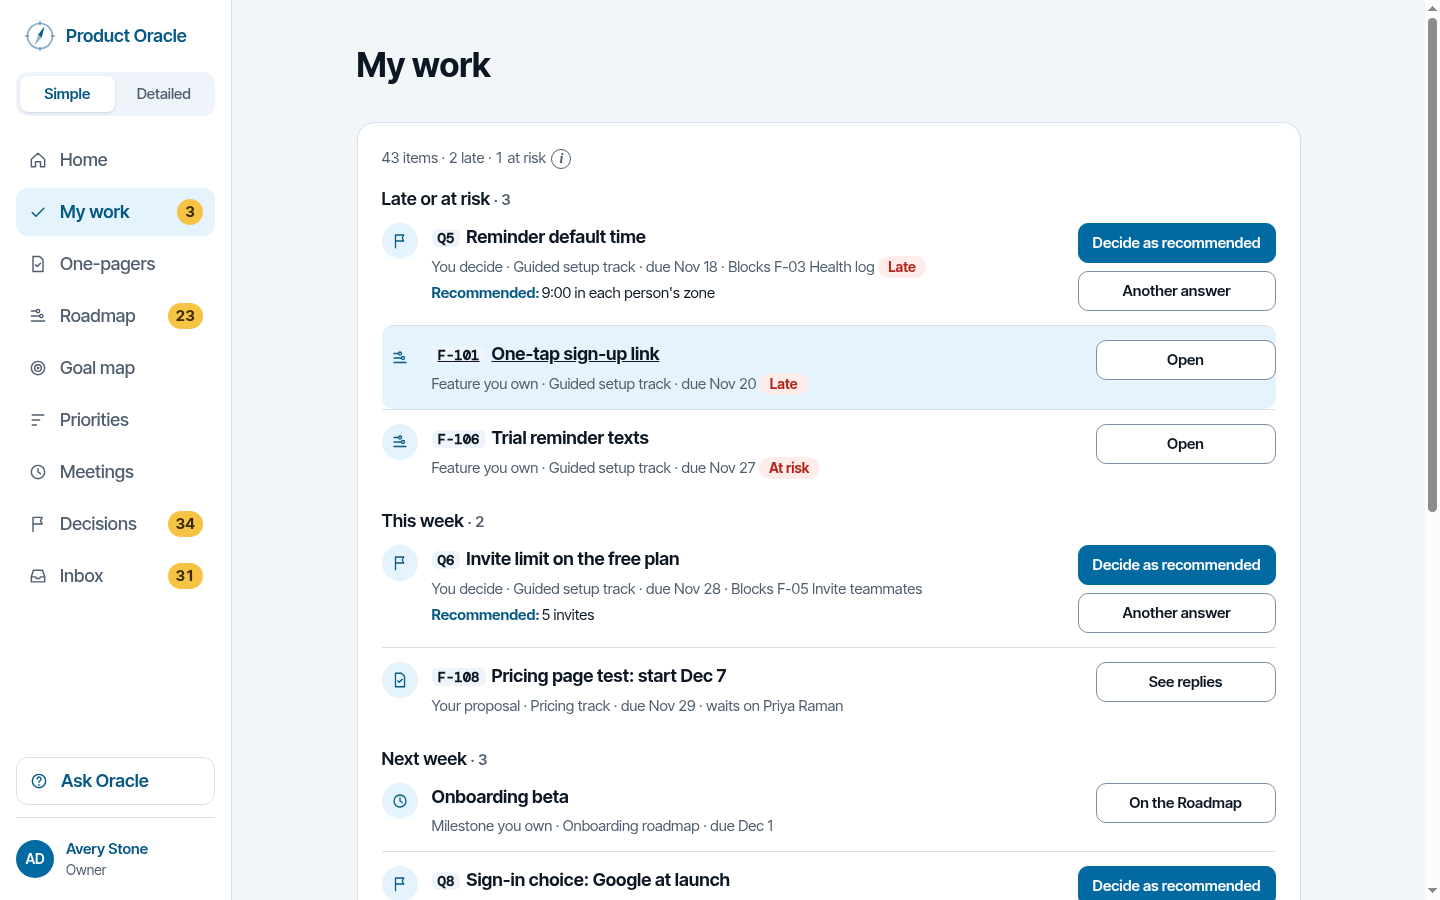 Product Oracle
Simple
Detailed
Home
My work
3
One-pagers
Roadmap
23
Goal map
Priorities
Meetings
Decisions
34
Inbox
31
Ask Oracle
AD
Avery Stone
Owner
My work
43 items · 2 late · 1 at risk i
Late or at risk · 3
Q5 Reminder default time
You decide · Guided setup track · due Nov 18 · Blocks F-03 Health log Late
Recommended: 9:00 in each person's zone
Decide as recommended
Another answer
F-101 One-tap sign-up link
Feature you own · Guided setup track · due Nov 20 Late
Open
F-106 Trial reminder texts
Feature you own · Guided setup track · due Nov 27 At risk
Open
This week · 2
Q6 Invite limit on the free plan
You decide · Guided setup track · due Nov 28 · Blocks F-05 Invite teammates
Recommended: 5 invites
Decide as recommended
Another answer
F-108 Pricing page test: start Dec 7
Your proposal · Pricing track · due Nov 29 · waits on Priya Raman
See replies
Next week · 3
Onboarding beta
Milestone you own · Onboarding roadmap · due Dec 1
On the Roadmap
Q8 Sign-in choice: Google at launch
Decide as recommended